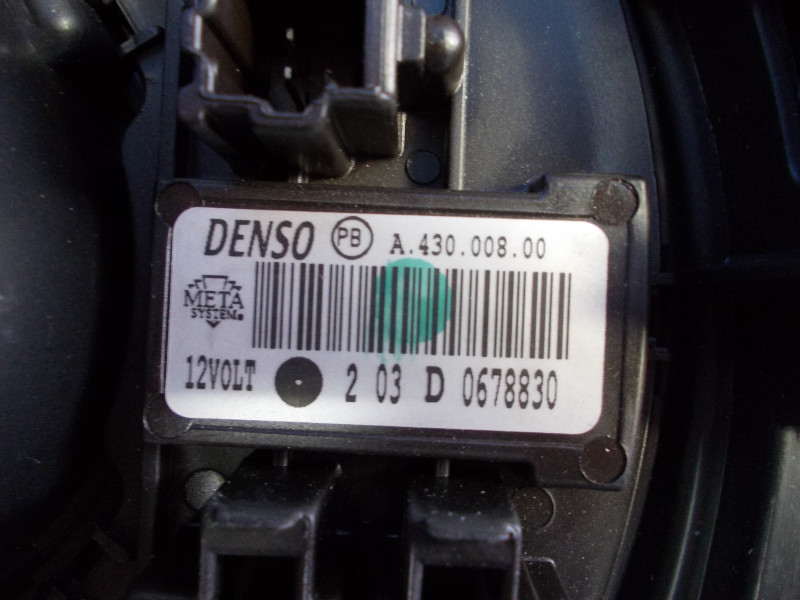 DENSO PB A.430.008.00
META
SYSTEM.
12VOLT 2 03 D 0678830